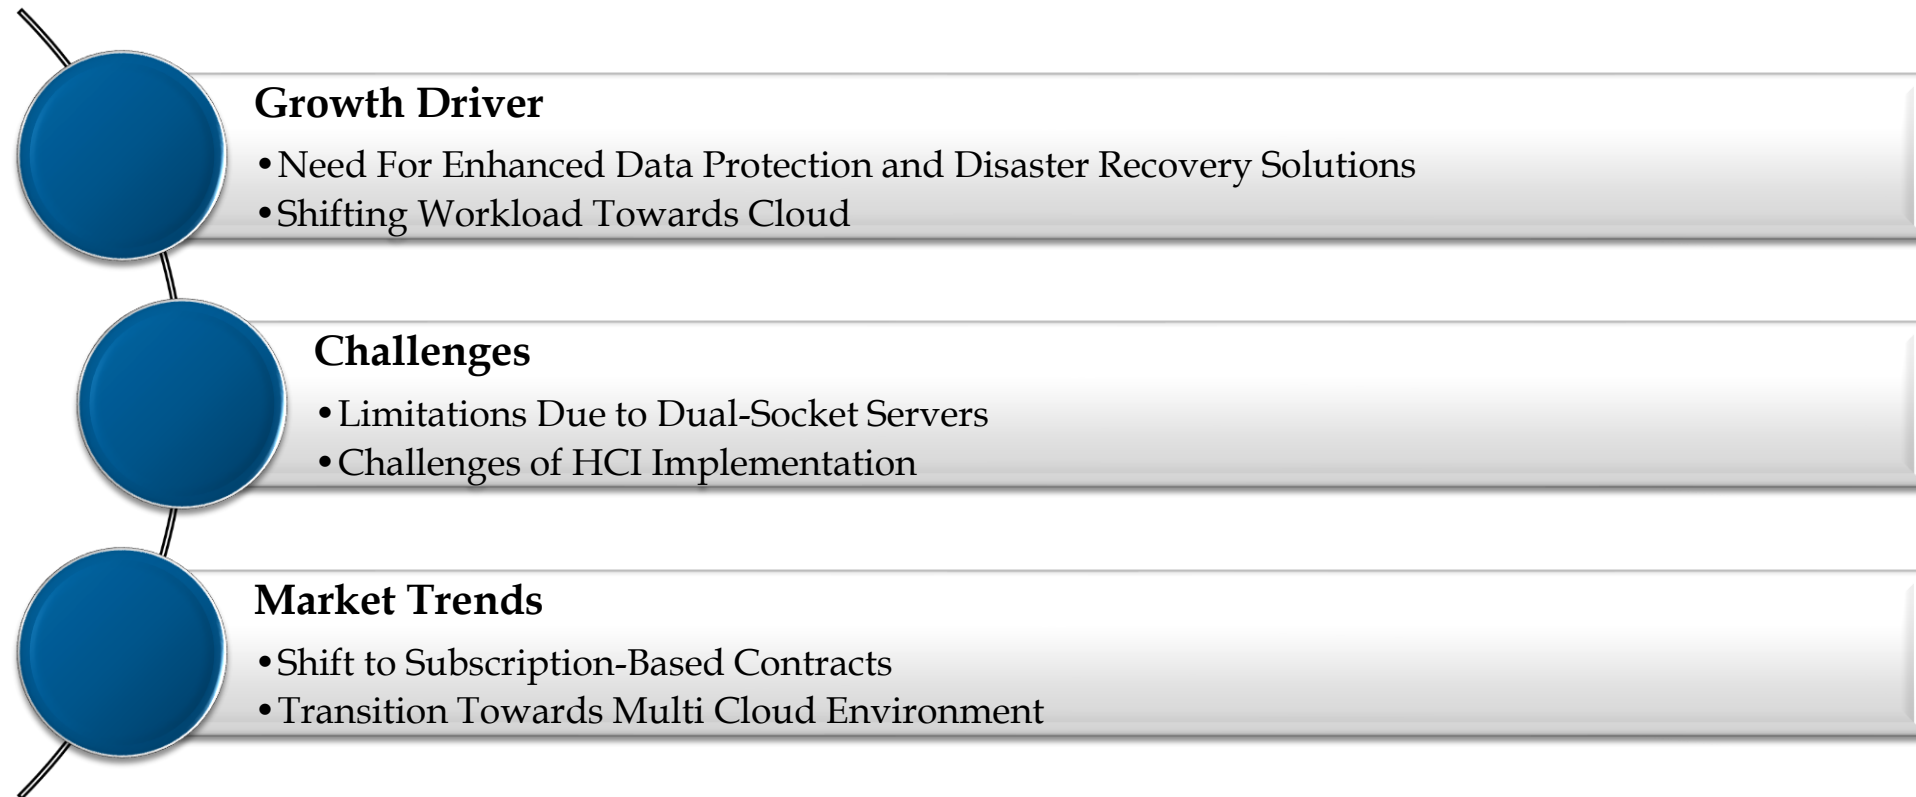 Growth Driver
•Need For Enhanced Data Protection and Disaster Recovery Solutions
•Shifting Workload Towards Cloud
Challenges
•Limitations Due to Dual-Socket Servers
•Challenges of HCI Implementation
Market Trends
•Shift to Subscription-Based Contracts
•Transition Towards Multi Cloud Environment